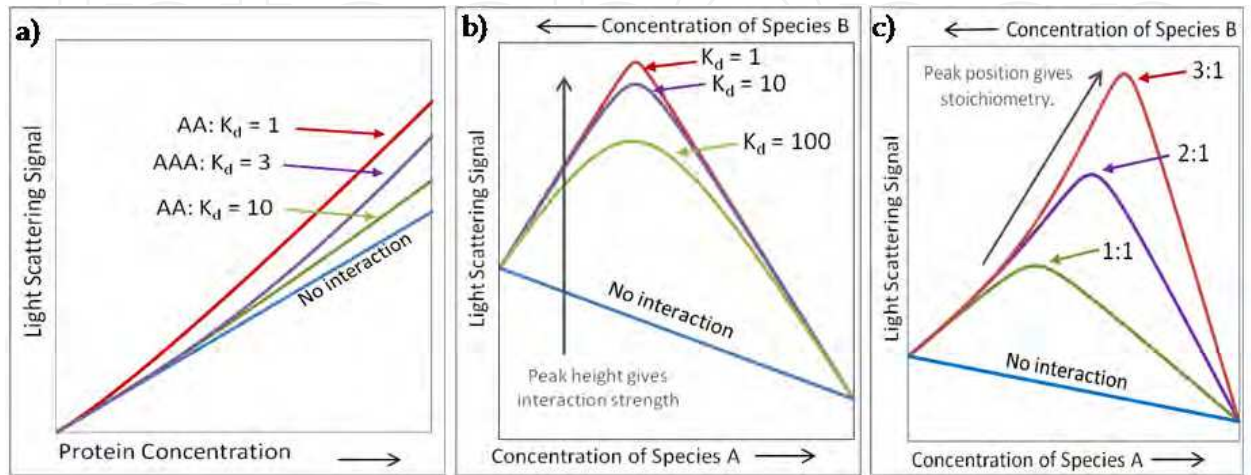 a)
Light Scattering Signal
AA: Kd = 1
AAA: Kd = 3
AA: Kd = 10
No interaction
Protein Concentration
b)
Concentration of Species B
Light Scattering Signal
Kd = 1
Kd = 10
Kd = 100
No interaction
Peak height gives
interaction strength
Concentration of Species A
c)
Concentration of Species B
Light Scattering Signal
Peak position gives
stoichiometry.
3:1
2:1
1:1
No interaction
Concentration of Species A